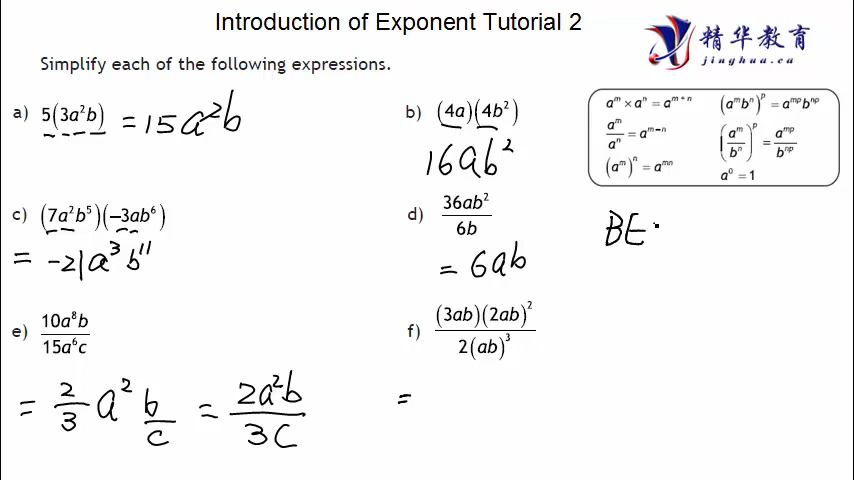 Introduction of Exponent Tutorial 2
精华教育
jinghua.ca
Simplify each of the following expressions.
a) 5(3a²b) = 15a²b
b) (4a)(4b²)
16ab²
aᵐ × aⁿ = aᵐ⁺ⁿ
(aᵐbⁿ)ᵖ = aᵐᵖbⁿᵖ
aᵐ/aⁿ = aᵐ⁻ⁿ
(aᵐ/bⁿ)ᵖ = aᵐᵖ/bⁿᵖ
(aᵐ)ⁿ = aᵐⁿ
a⁰ = 1
c) (7a²b⁵)(−3ab⁶)
= -21a³b¹¹
d) 36ab²/6b
= 6ab
BE
e) 10a⁸b/15a⁶c
= 2/3 a² b/c = 2a²b/3c
f) (3ab)(2ab)²/2(ab)³
=